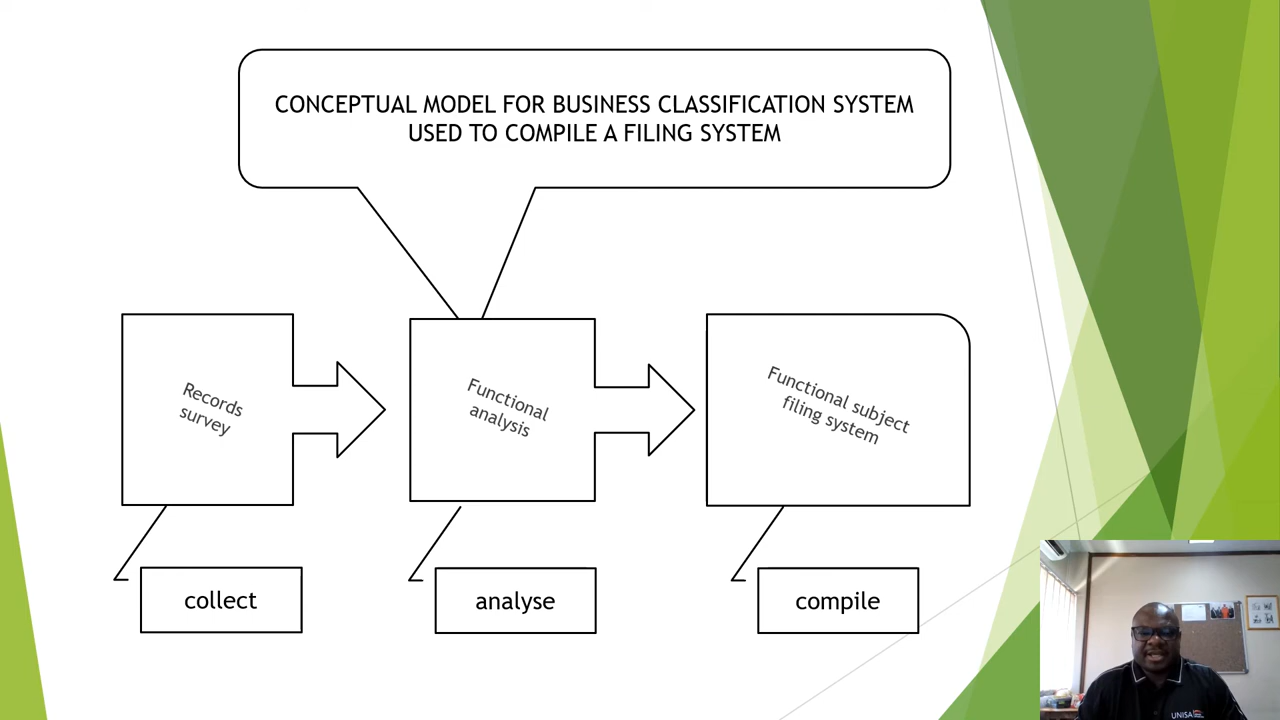 CONCEPTUAL MODEL FOR BUSINESS CLASSIFICATION SYSTEM
USED TO COMPILE A FILING SYSTEM
Records
survey
Functional
analysis
Functional subject
filing system
collect
analyse
compile
UNISA